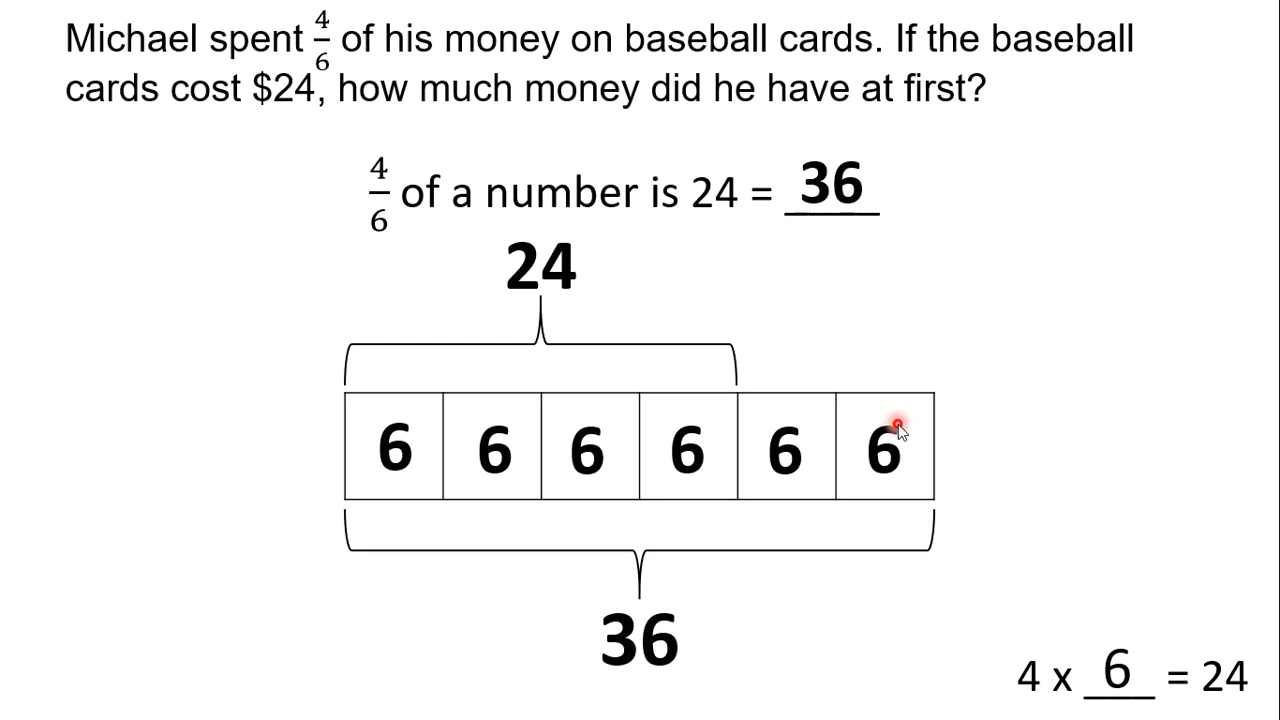 Michael spent 4/6 of his money on baseball cards. If the baseball
cards cost $24, how much money did he have at first?
4/6 of a number is 24 = 36
24
6 6 6 6 6 6
36
4 x 6 = 24